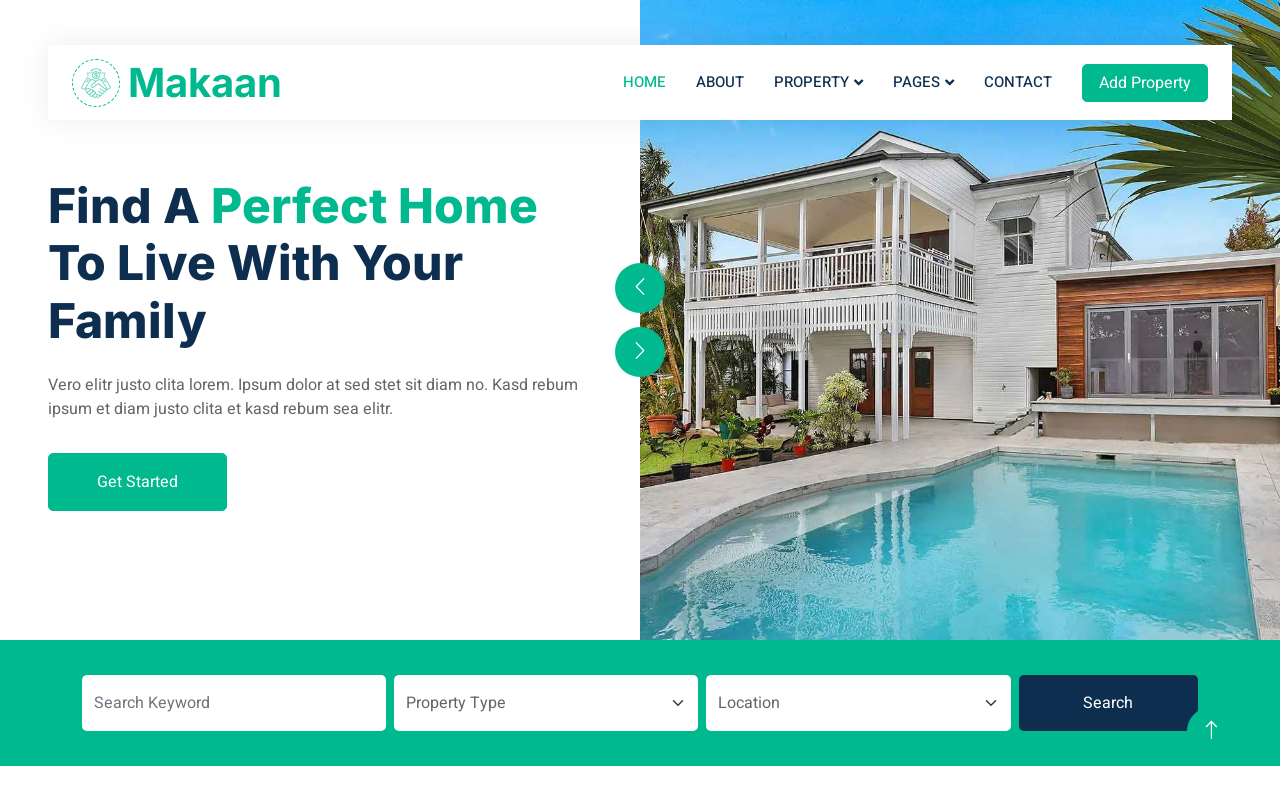 Makaan
HOME ABOUT PROPERTY PAGES CONTACT Add Property
Find A Perfect Home
To Live With Your
Family
Vero elitr justo clita lorem. Ipsum dolor at sed stet sit diam no. Kasd rebum
ipsum et diam justo clita et kasd rebum sea elitr.
Get Started
Search Keyword Property Type Location Search